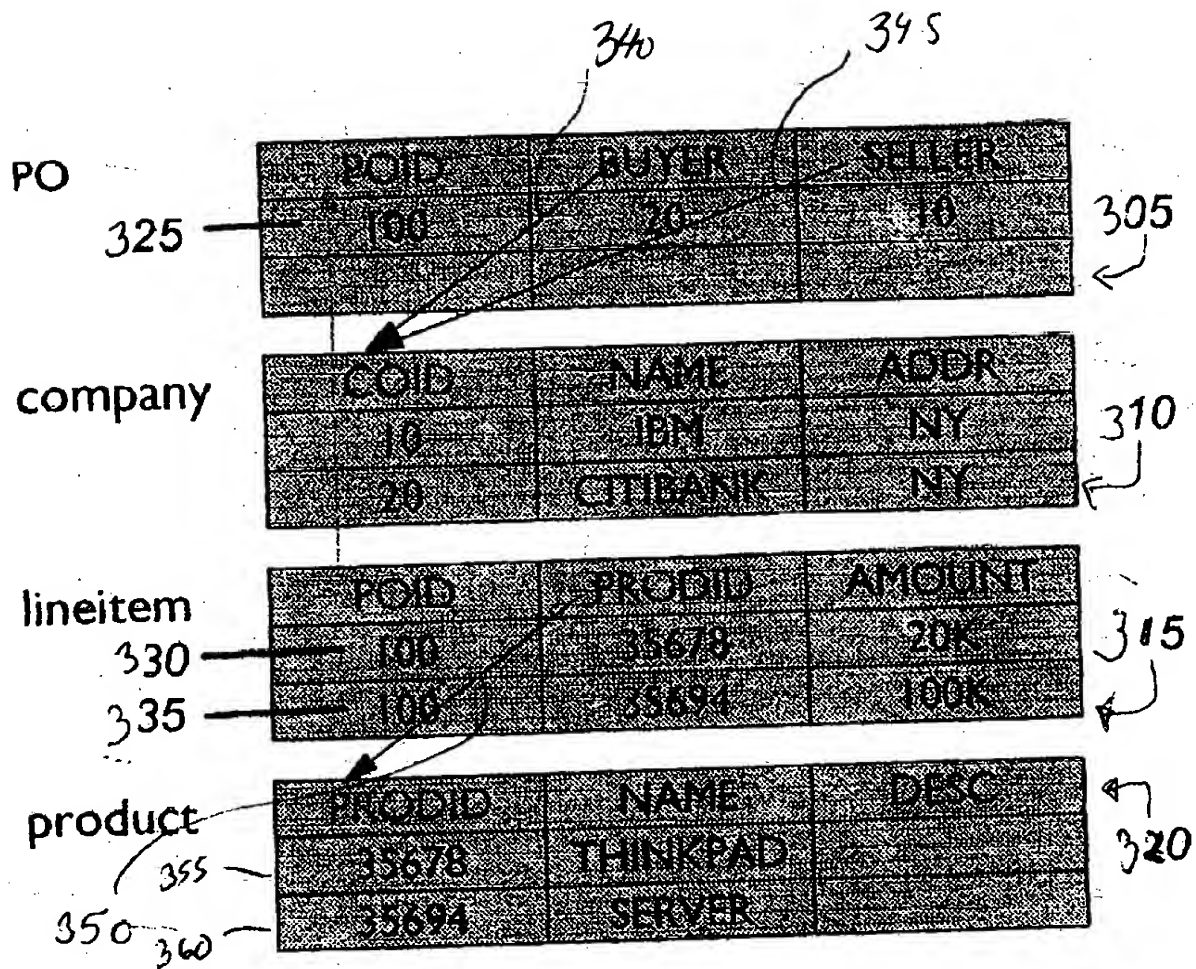 340 345
PO POID BUYER SELLER
325 100 20 10 305
company COID NAME ADDR
10 IBM NY 310
20 CITIBANK NY
lineitem POID PRODID AMOUNT
330 100 35678 20K 315
335 100 35694 100K
product PRODID NAME DESC
355 35678 THINKPAD 320
350 360 35694 SERVER